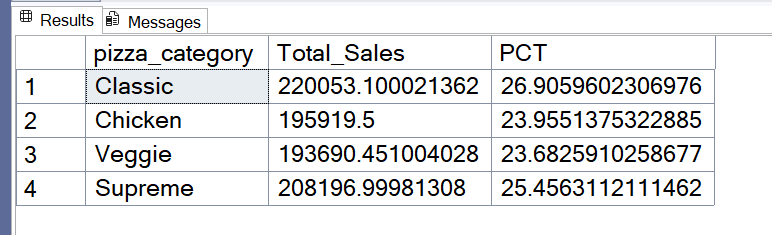 Results Messages
pizza_category Total_Sales PCT
1 Classic 220053.100021362 26.9059602306976
2 Chicken 195919.5 23.9551375322885
3 Veggie 193690.451004028 23.6825910258677
4 Supreme 208196.99981308 25.4563112111462